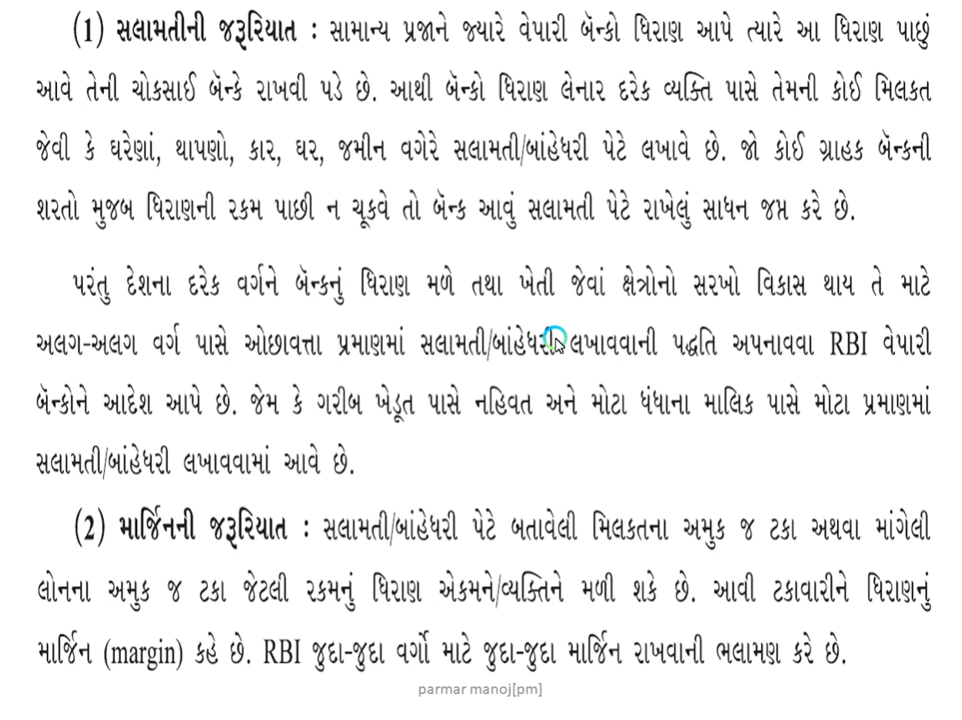 (1) સલામતીની જરૂરિયાત : સામાન્ય પ્રજાને જ્યારે વેપારી બૅન્કો ધિરાણ આપે ત્યારે આ ધિરાણ પાછું
આવે તેની ચોકસાઈ બૅન્કે રાખવી પડે છે. આથી બૅન્કો ધિરાણ લેનાર દરેક વ્યક્તિ પાસે તેમની કોઈ મિલકત
જેવી કે ઘરેણાં, થાપણો, કાર, ઘર, જમીન વગેરે સલામતી/બાંહેધરી પેટે લખાવે છે. જો કોઈ ગ્રાહક બૅન્કની
શરતો મુજબ ધિરાણની રકમ પાછી ન ચૂકવે તો બૅન્ક આવું સલામતી પેટે રાખેલું સાધન જપ્ત કરે છે.
પરંતુ દેશના દરેક વર્ગને બૅન્કનું ધિરાણ મળે તથા ખેતી જેવાં ક્ષેત્રોનો સરખો વિકાસ થાય તે માટે
અલગ-અલગ વર્ગ પાસે ઓછાવત્તા પ્રમાણમાં સલામતી/બાંહેધરી લખાવવાની પદ્ધતિ અપનાવવા RBI વેપારી
બૅન્કોને આદેશ આપે છે. જેમ કે ગરીબ ખેડૂત પાસે નહિવત અને મોટા ધંધાના માલિક પાસે મોટા પ્રમાણમાં
સલામતી/બાંહેધરી લખાવવામાં આવે છે.
(2) માર્જિનની જરૂરિયાત : સલામતી/બાંહેધરી પેટે બતાવેલી મિલકતના અમુક જ ટકા અથવા માંગેલી
લોનના અમુક જ ટકા જેટલી રકમનું ધિરાણ એકમને/વ્યક્તિને મળી શકે છે. આવી ટકાવારીને ધિરાણનું
માર્જિન (margin) કહે છે. RBI જુદા-જુદા વર્ગો માટે જુદા-જુદા માર્જિન રાખવાની ભલામણ કરે છે.
parmar manoj[pm]